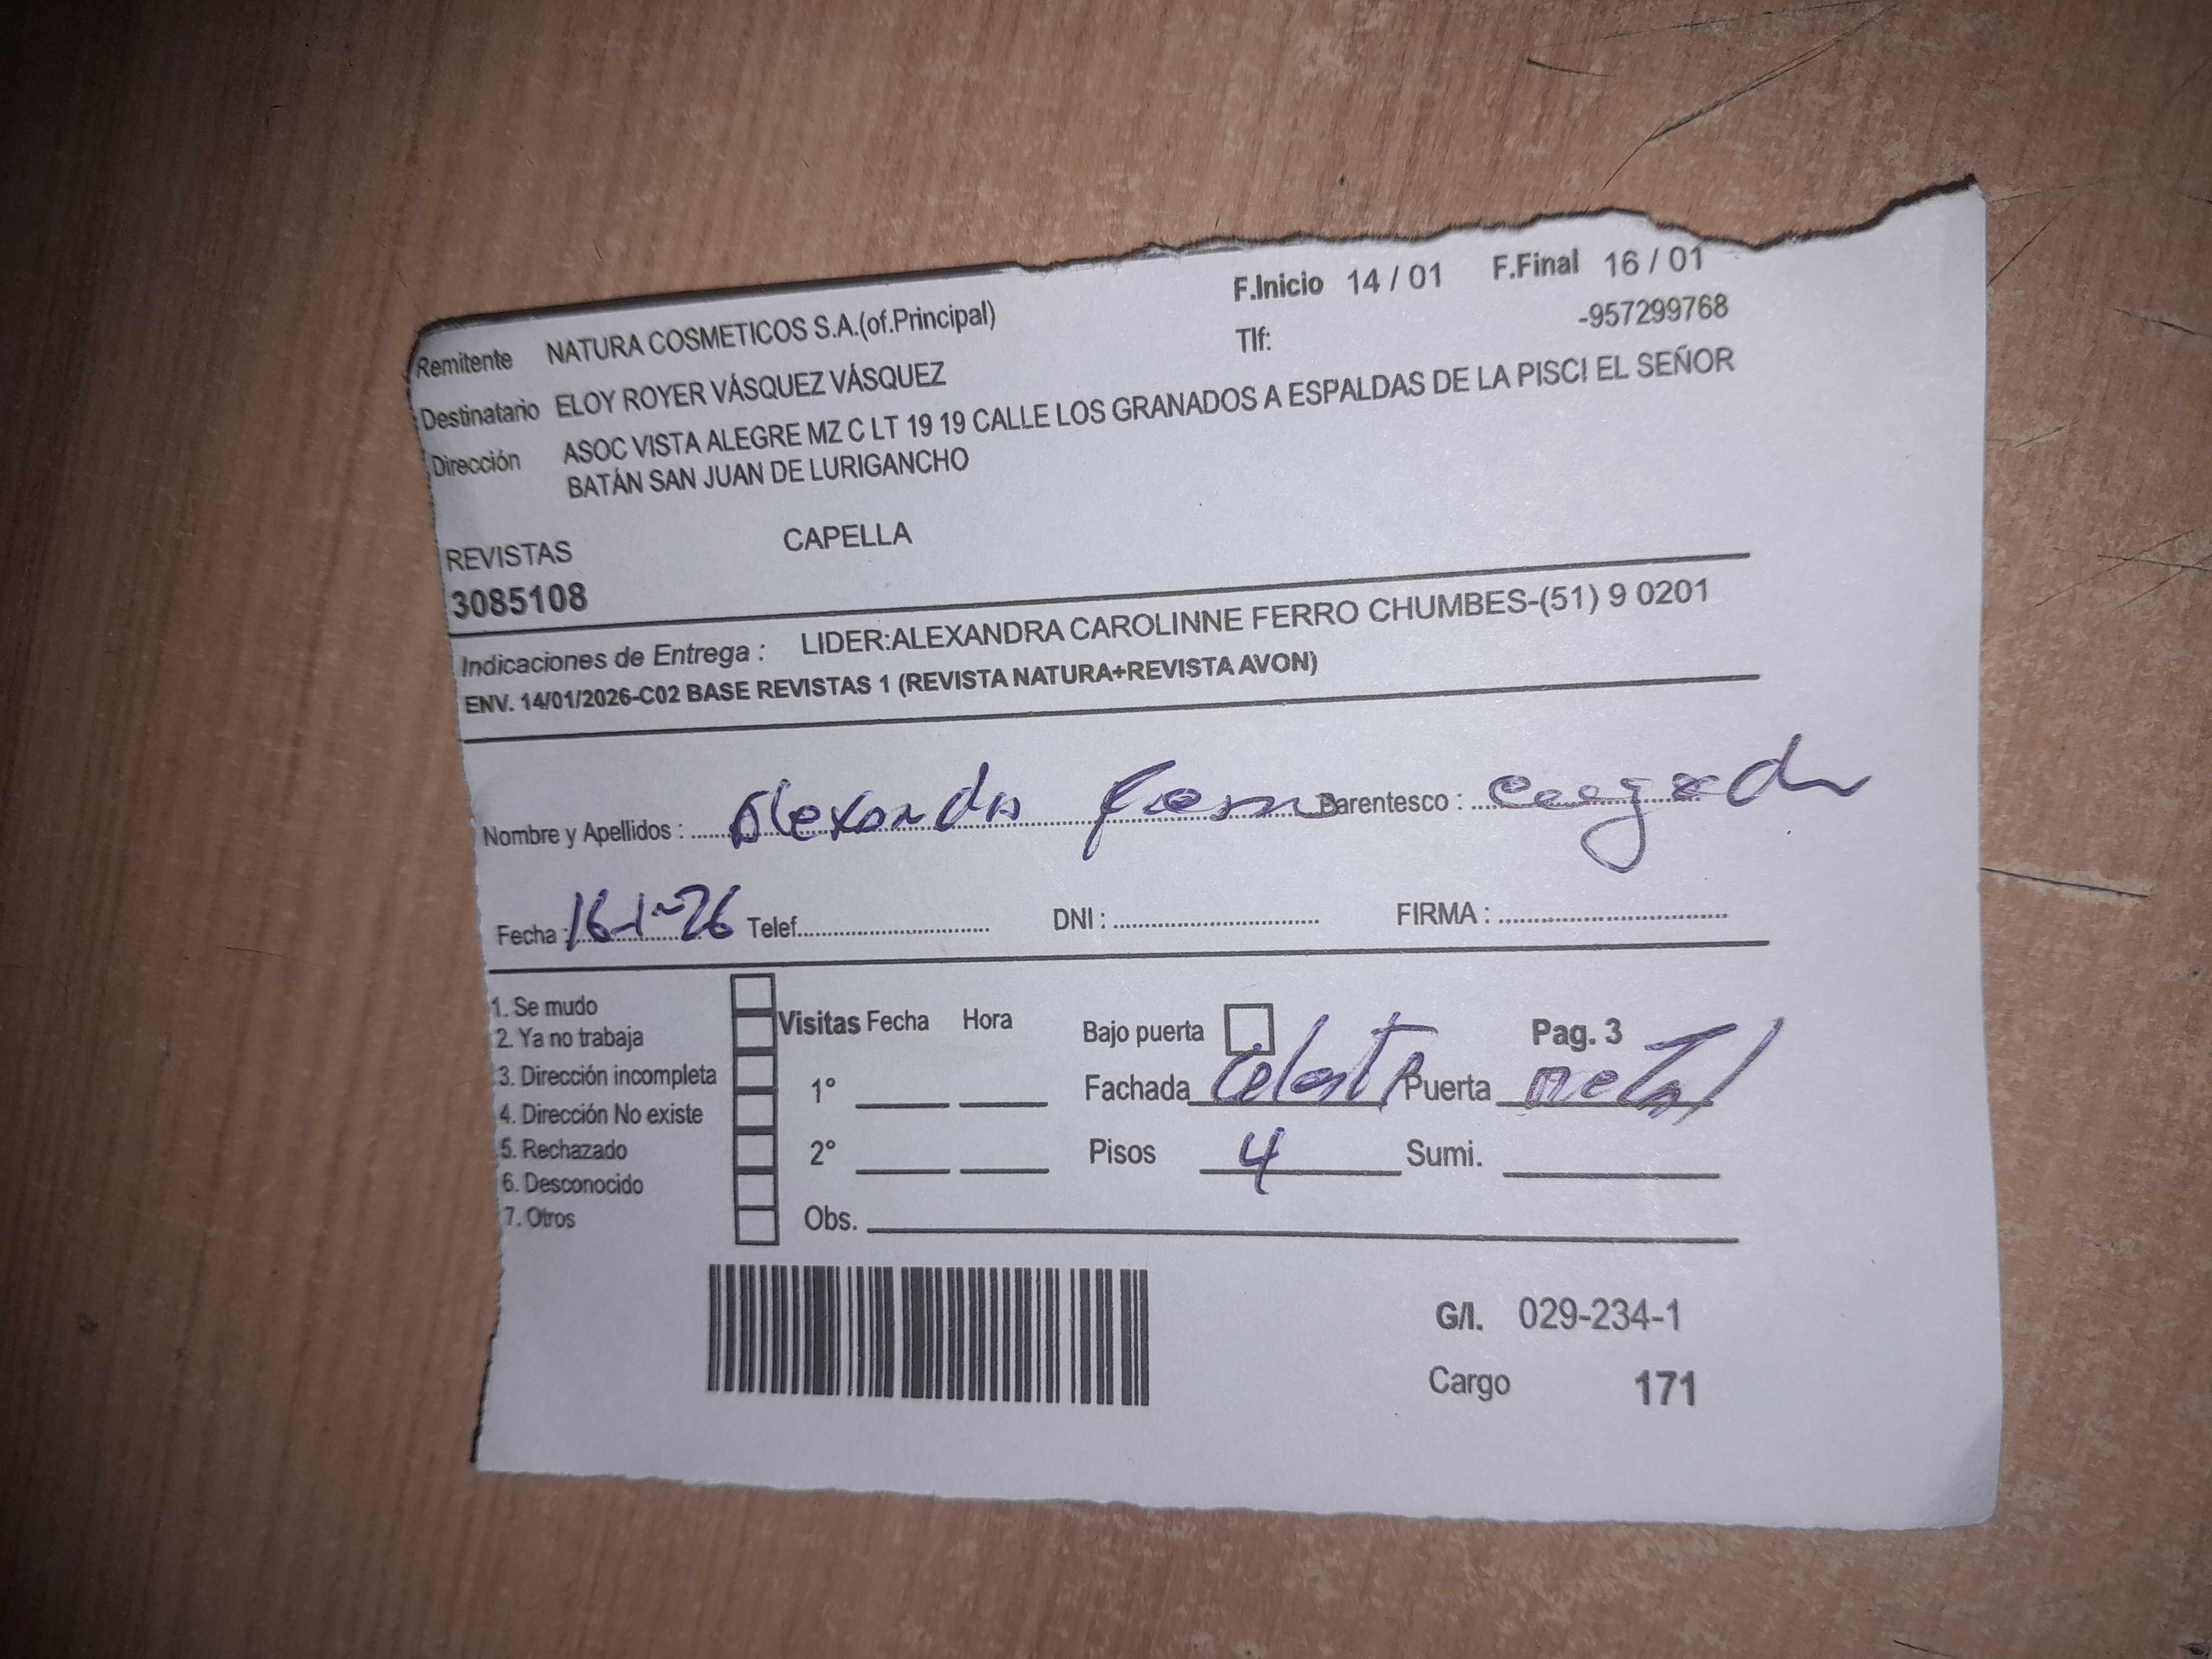 F.Inicio 14 / 01 F.Final 16 / 01
Remitente NATURA COSMETICOS S.A.(of.Principal) Tlf: -957299768
Destinatario ELOY ROYER VÁSQUEZ VÁSQUEZ
Dirección ASOC VISTA ALEGRE MZ C LT 19 19 CALLE LOS GRANADOS A ESPALDAS DE LA PISCI EL SEÑOR
BATÁN SAN JUAN DE LURIGANCHO
REVISTAS CAPELLA
3085108
Indicaciones de Entrega : LIDER:ALEXANDRA CAROLINNE FERRO CHUMBES-(51) 9 0201
ENV. 14/01/2026-C02 BASE REVISTAS 1 (REVISTA NATURA+REVISTA AVON)
Nombre y Apellidos : Alexandra Parentesco :
Fecha : 16-1-26 Telef. DNI : FIRMA :
1. Se mudo
2. Ya no trabaja
3. Dirección incompleta
4. Dirección No existe
5. Rechazado
6. Desconocido
7. Otros
Visitas Fecha Hora Bajo puerta Pag. 3
1° Fachada Celeste Puerta metal
2° Pisos 4 Sumi.
Obs.
G/I. 029-234-1
Cargo 171